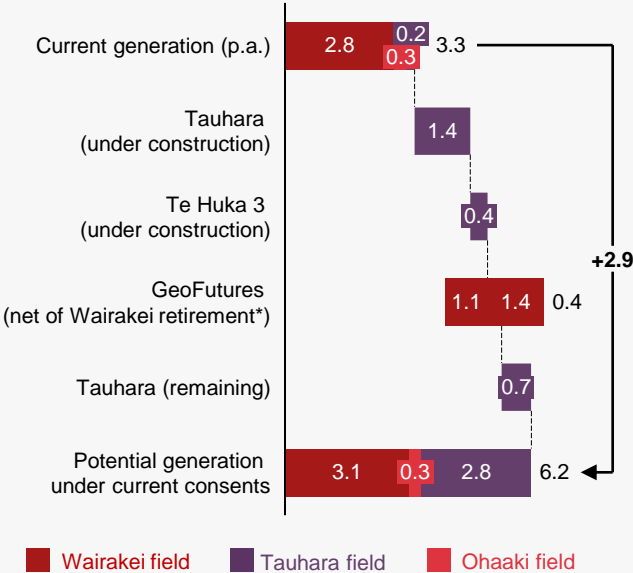 Current generation (p.a.)
2.8
0.2
0.3
3.3
Tauhara
(under construction)
1.4
Te Huka 3
(under construction)
0.4
+2.9
GeoFutures
(net of Wairakei retirement*)
1.1
1.4
0.4
Tauhara (remaining)
0.7
Potential generation
under current consents
3.1
0.3
2.8
6.2
Wairakei field
Tauhara field
Ohaaki field